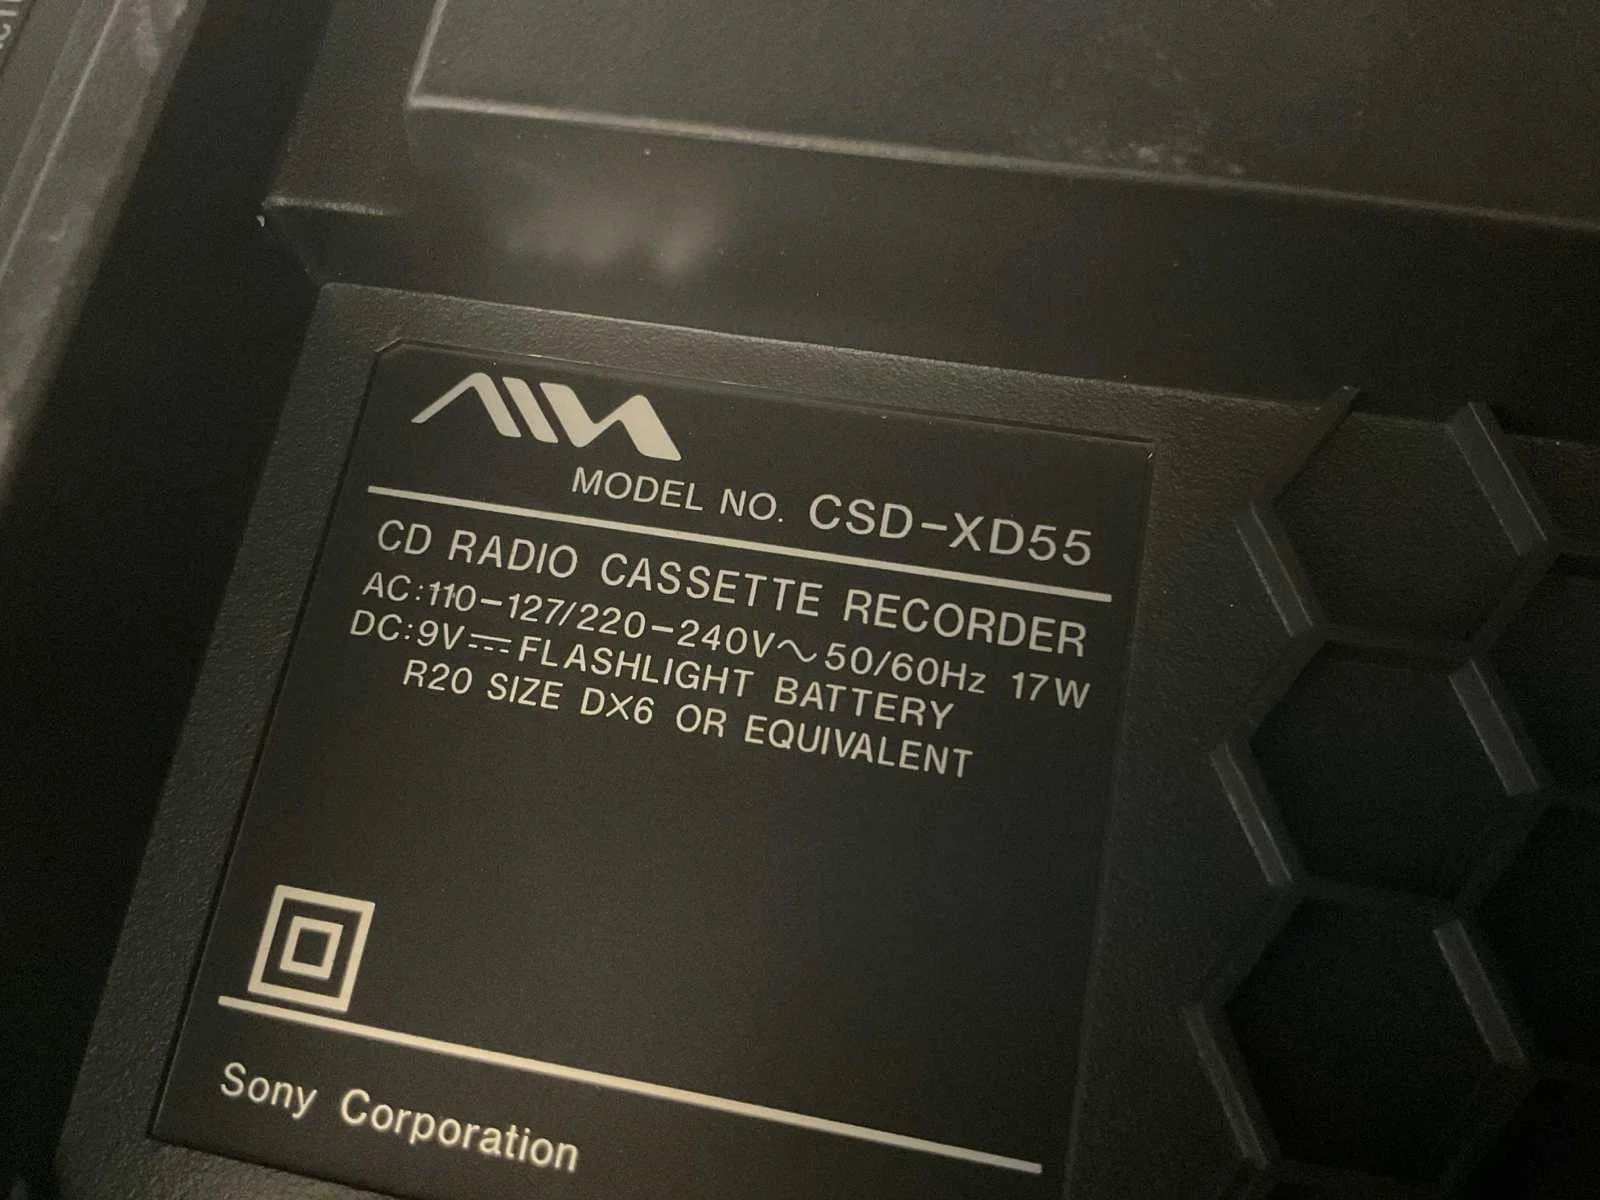 AIWA
MODEL NO. CSD-XD55
CD RADIO CASSETTE RECORDER
AC:110-127/220-240V∼50/60Hz 17W
DC:9V⎓FLASHLIGHT BATTERY
R20 SIZE DX6 OR EQUIVALENT
Sony Corporation